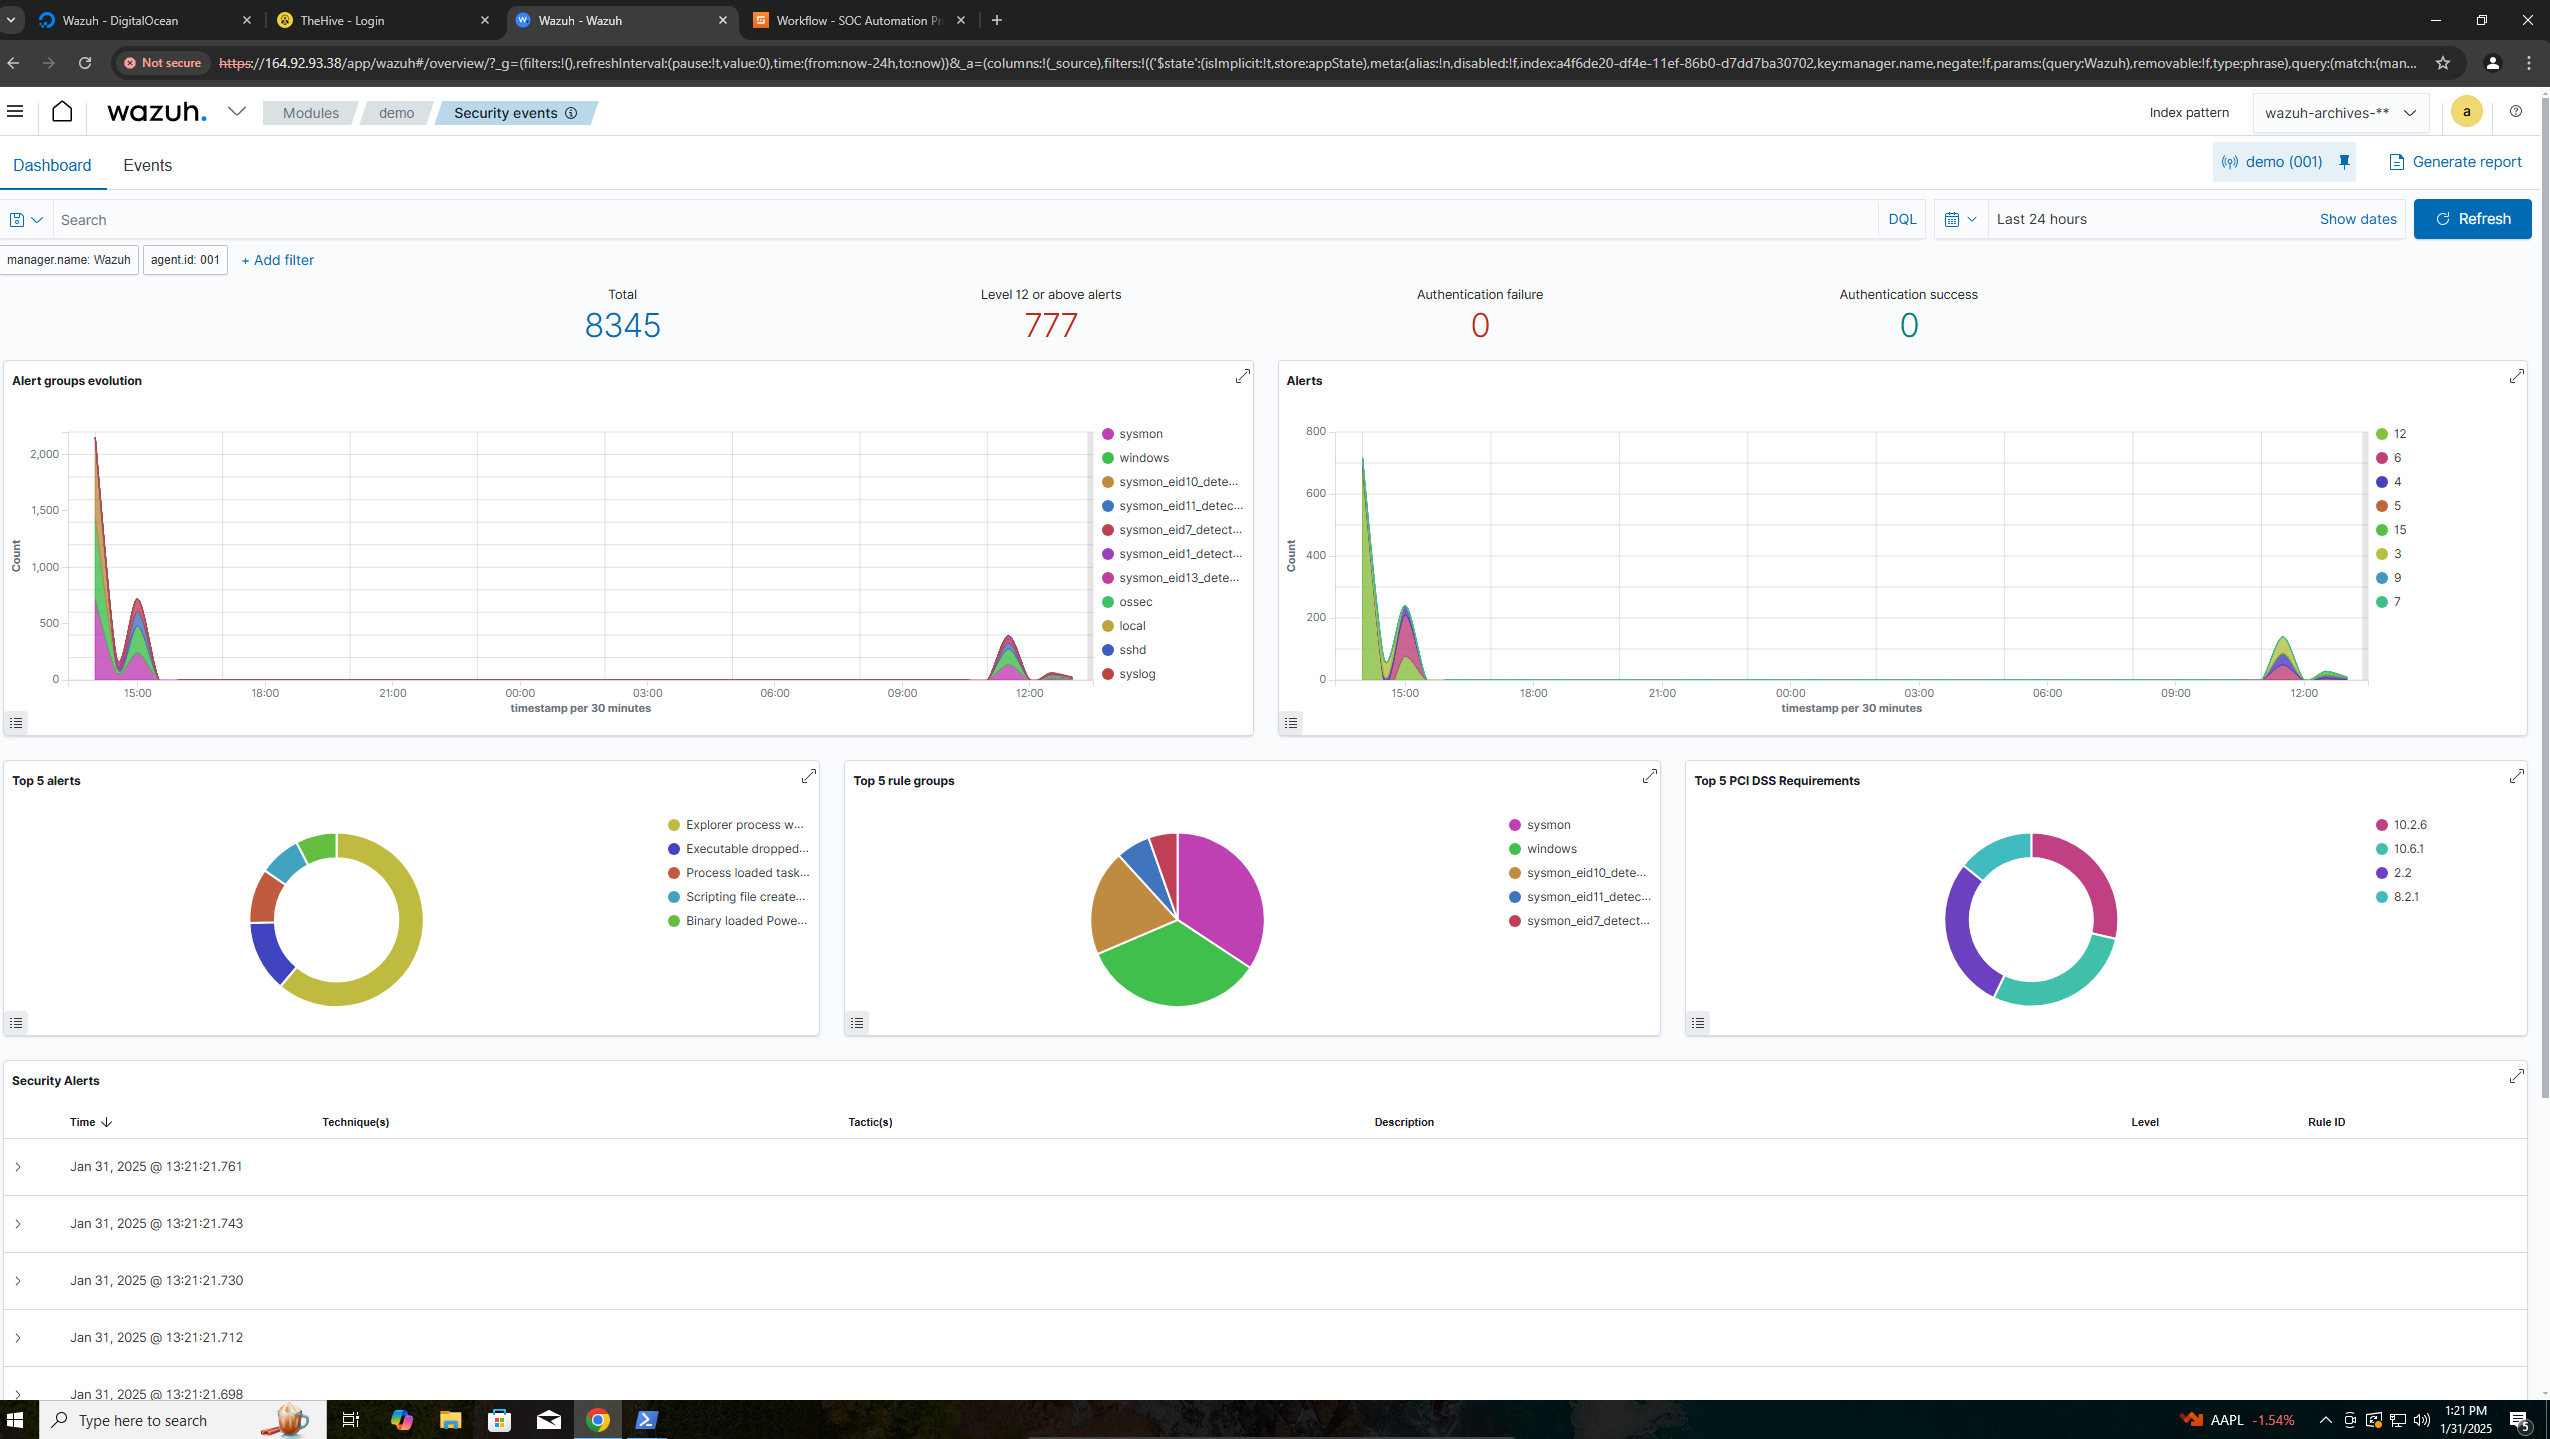 Wazuh - DigitalOcean
TheHive - Login
Wazuh - Wazuh
Workflow - SOC Automation Pr
Not secure
https://164.92.93.38/app/wazuh#/overview/?_g=(filters:!(),refreshInterval:(pause:!t,value:0),time:(from:now-24h,to:now))&_a=(columns:!(_source),filters:!(('$state':(isImplicit:!t,store:appState),meta:(alias:!n,disabled:!f,index:a4f6de20-df4e-11ef-86b0-d7dd7ba30702,key:manager.name,negate:!f,params:(query:Wazuh),removable:!f,type:phrase),query:(match:(man...
wazuh.
Modules
demo
Security events
Index pattern
wazuh-archives-**
a
Dashboard
Events
demo (001)
Generate report
Search
DQL
Last 24 hours
Show dates
Refresh
manager.name: Wazuh
agent.id: 001
+ Add filter
Total
8345
Level 12 or above alerts
777
Authentication failure
0
Authentication success
0
Alert groups evolution
Count
2,000
1,500
1,000
500
0
15:00
18:00
21:00
00:00
03:00
06:00
09:00
12:00
timestamp per 30 minutes
sysmon
windows
sysmon_eid10_dete...
sysmon_eid11_detec...
sysmon_eid7_detect...
sysmon_eid1_detect...
sysmon_eid13_dete...
ossec
local
sshd
syslog
Alerts
Count
800
600
400
200
0
15:00
18:00
21:00
00:00
03:00
06:00
09:00
12:00
timestamp per 30 minutes
12
6
4
5
15
3
9
7
Top 5 alerts
Explorer process w...
Executable dropped...
Process loaded task...
Scripting file create...
Binary loaded Powe...
Top 5 rule groups
sysmon
windows
sysmon_eid10_dete...
sysmon_eid11_detec...
sysmon_eid7_detect...
Top 5 PCI DSS Requirements
10.2.6
10.6.1
2.2
8.2.1
Security Alerts
Time
Technique(s)
Tactic(s)
Description
Level
Rule ID
Jan 31, 2025 @ 13:21:21.761
Jan 31, 2025 @ 13:21:21.743
Jan 31, 2025 @ 13:21:21.730
Jan 31, 2025 @ 13:21:21.712
Jan 31, 2025 @ 13:21:21.698
Type here to search
AAPL -1.54%
1:21 PM
1/31/2025
5